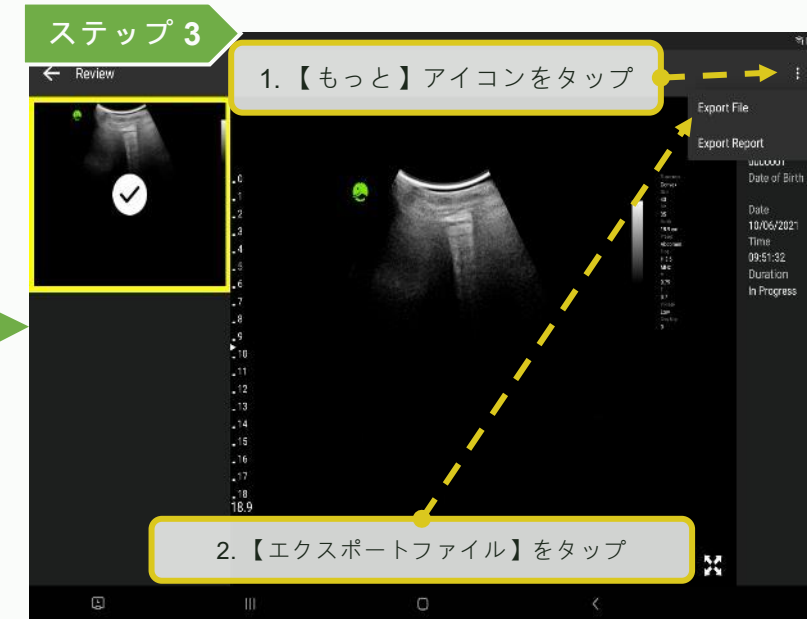 ステップ 3
Review
1. 【もっと】アイコンをタップ
Export File
Export Report
Date of Birth
Date
10/06/2021
Time
09:51:32
Duration
In Progress
.0
.1
.2
.3
.4
.5
.6
.7
.8
.9
.10
.11
.12
.13
.14
.15
.16
.17
.18
18.9
2. 【エクスポートファイル】をタップ